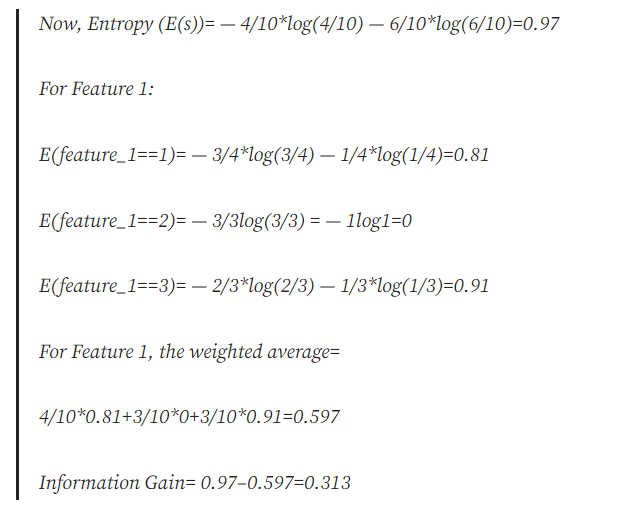 Now, Entropy (E(s))= — 4/10*log(4/10) — 6/10*log(6/10)=0.97
For Feature 1:
E(feature_1==1)= — 3/4*log(3/4) — 1/4*log(1/4)=0.81
E(feature_1==2)= — 3/3log(3/3) = — 1log1=0
E(feature_1==3)= — 2/3*log(2/3) — 1/3*log(1/3)=0.91
For Feature 1, the weighted average=
4/10*0.81+3/10*0+3/10*0.91=0.597
Information Gain= 0.97–0.597=0.313